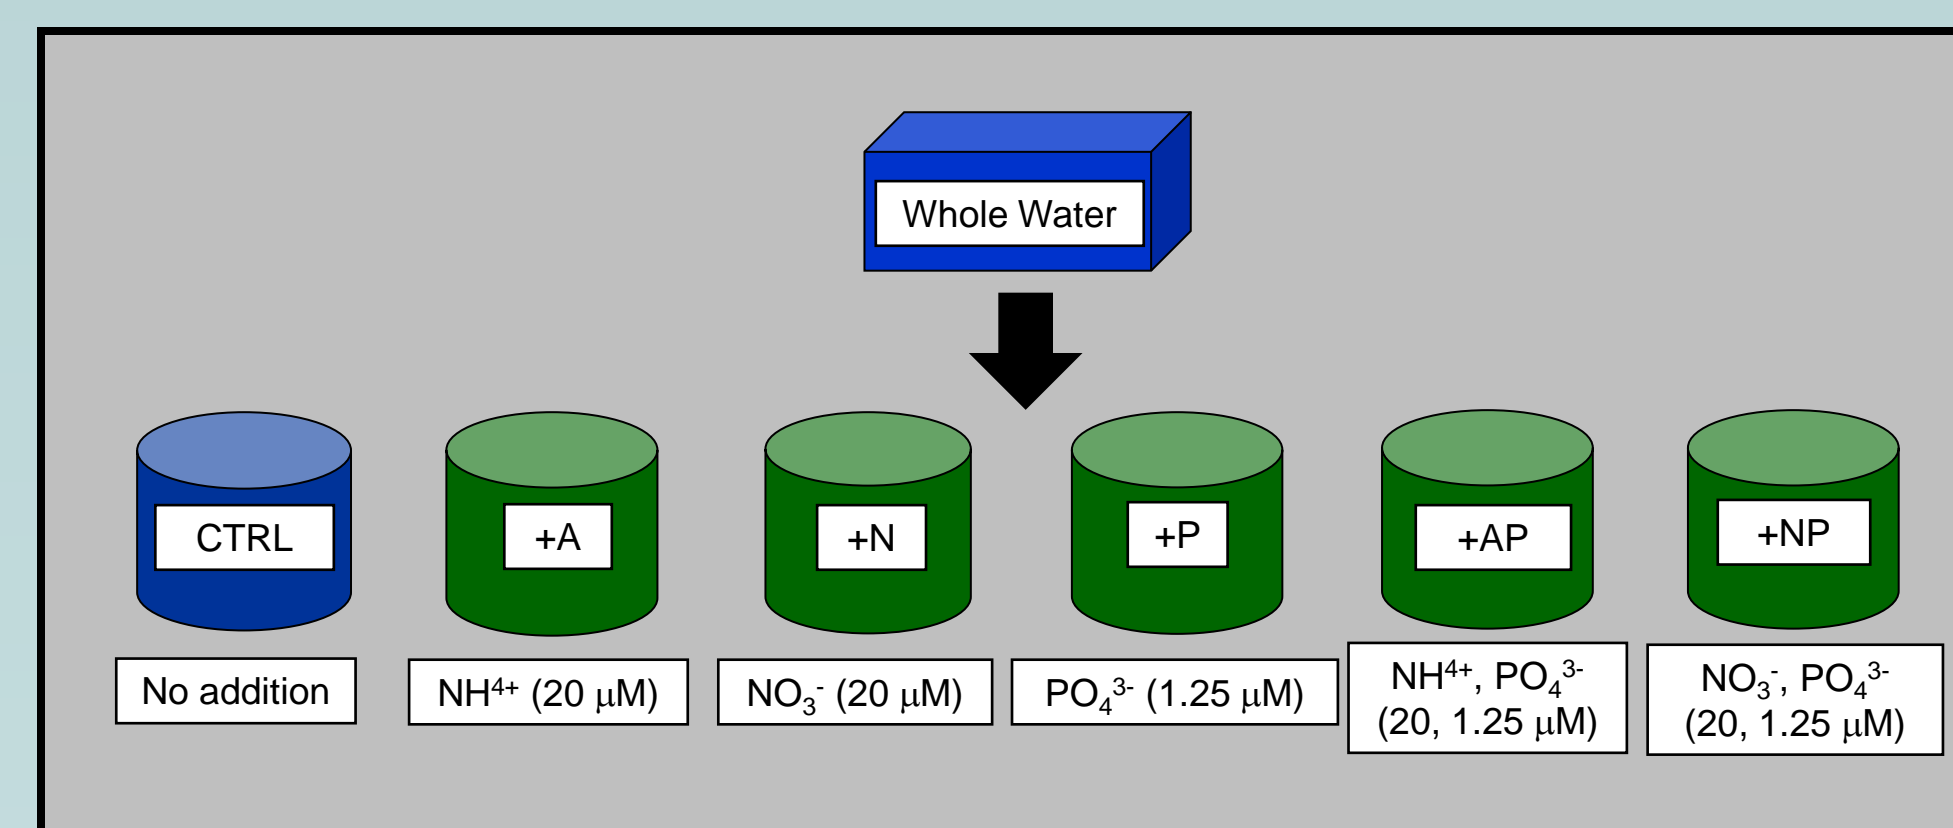 Whole Water
CTRL
+A
+N
+P
+AP
+NP
No addition
NH⁴⁺ (20 μM)
NO₃⁻ (20 μM)
PO₄³⁻ (1.25 μM)
NH⁴⁺, PO₄³⁻
(20, 1.25 μM)
NO₃⁻, PO₄³⁻
(20, 1.25 μM)